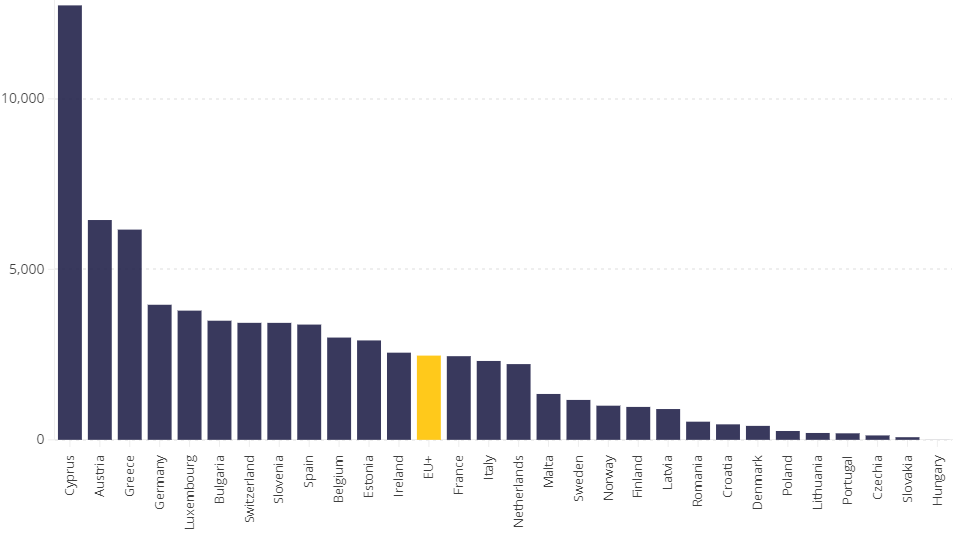 10,000
5,000
0
Cyprus
Austria
Greece
Germany
Luxembourg
Bulgaria
Switzerland
Slovenia
Spain
Belgium
Estonia
Ireland
EU+
France
Italy
Netherlands
Malta
Sweden
Norway
Finland
Latvia
Romania
Croatia
Denmark
Poland
Lithuania
Portugal
Czechia
Slovakia
Hungary